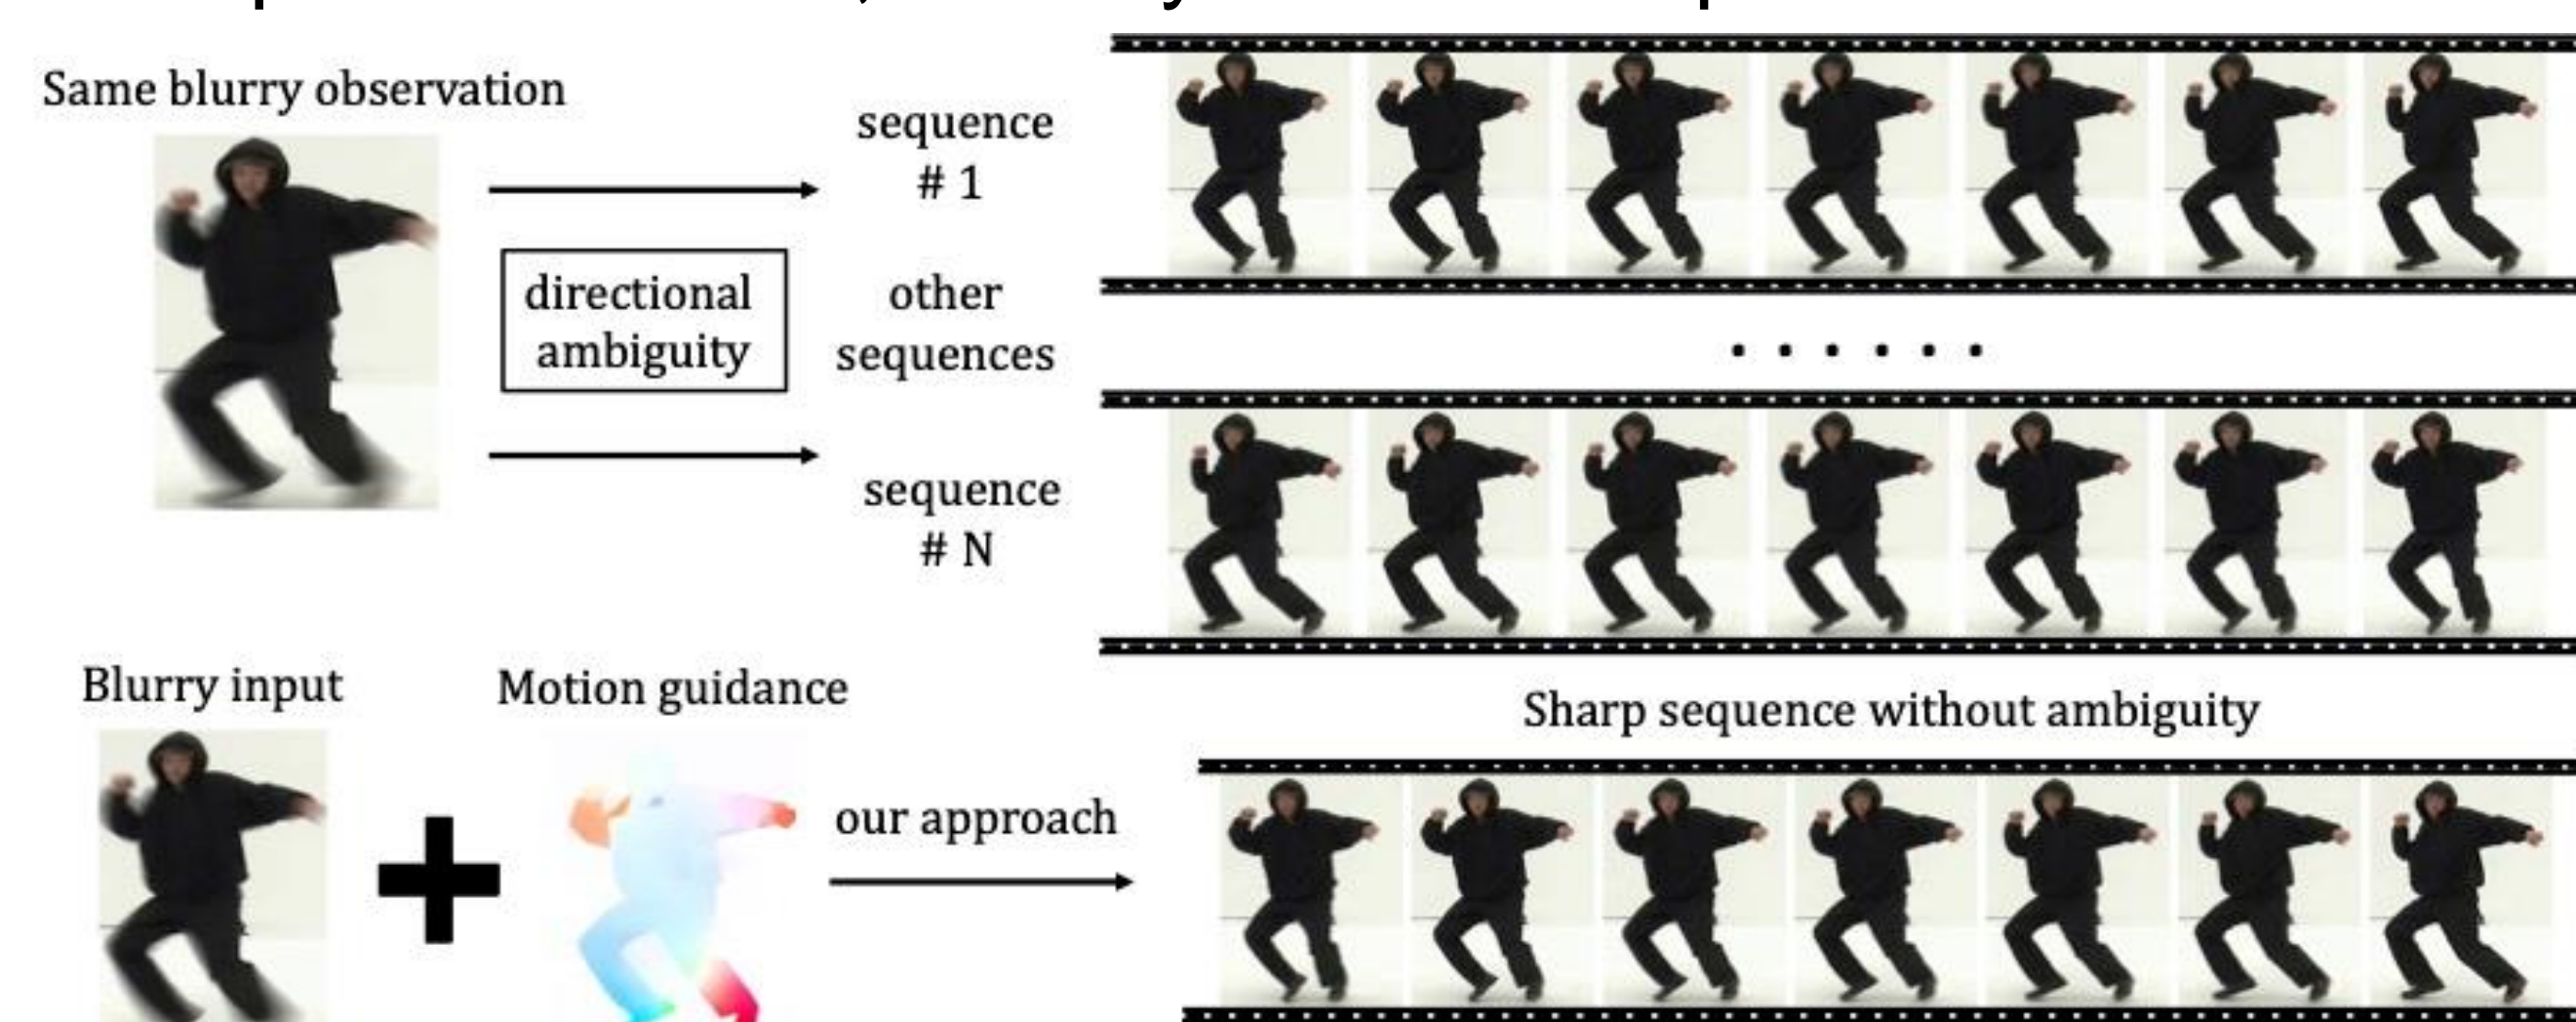 Same blurry observation
sequence
# 1
directional
ambiguity
other
sequences
sequence
# N
Blurry input
Motion guidance
Sharp sequence without ambiguity
our approach